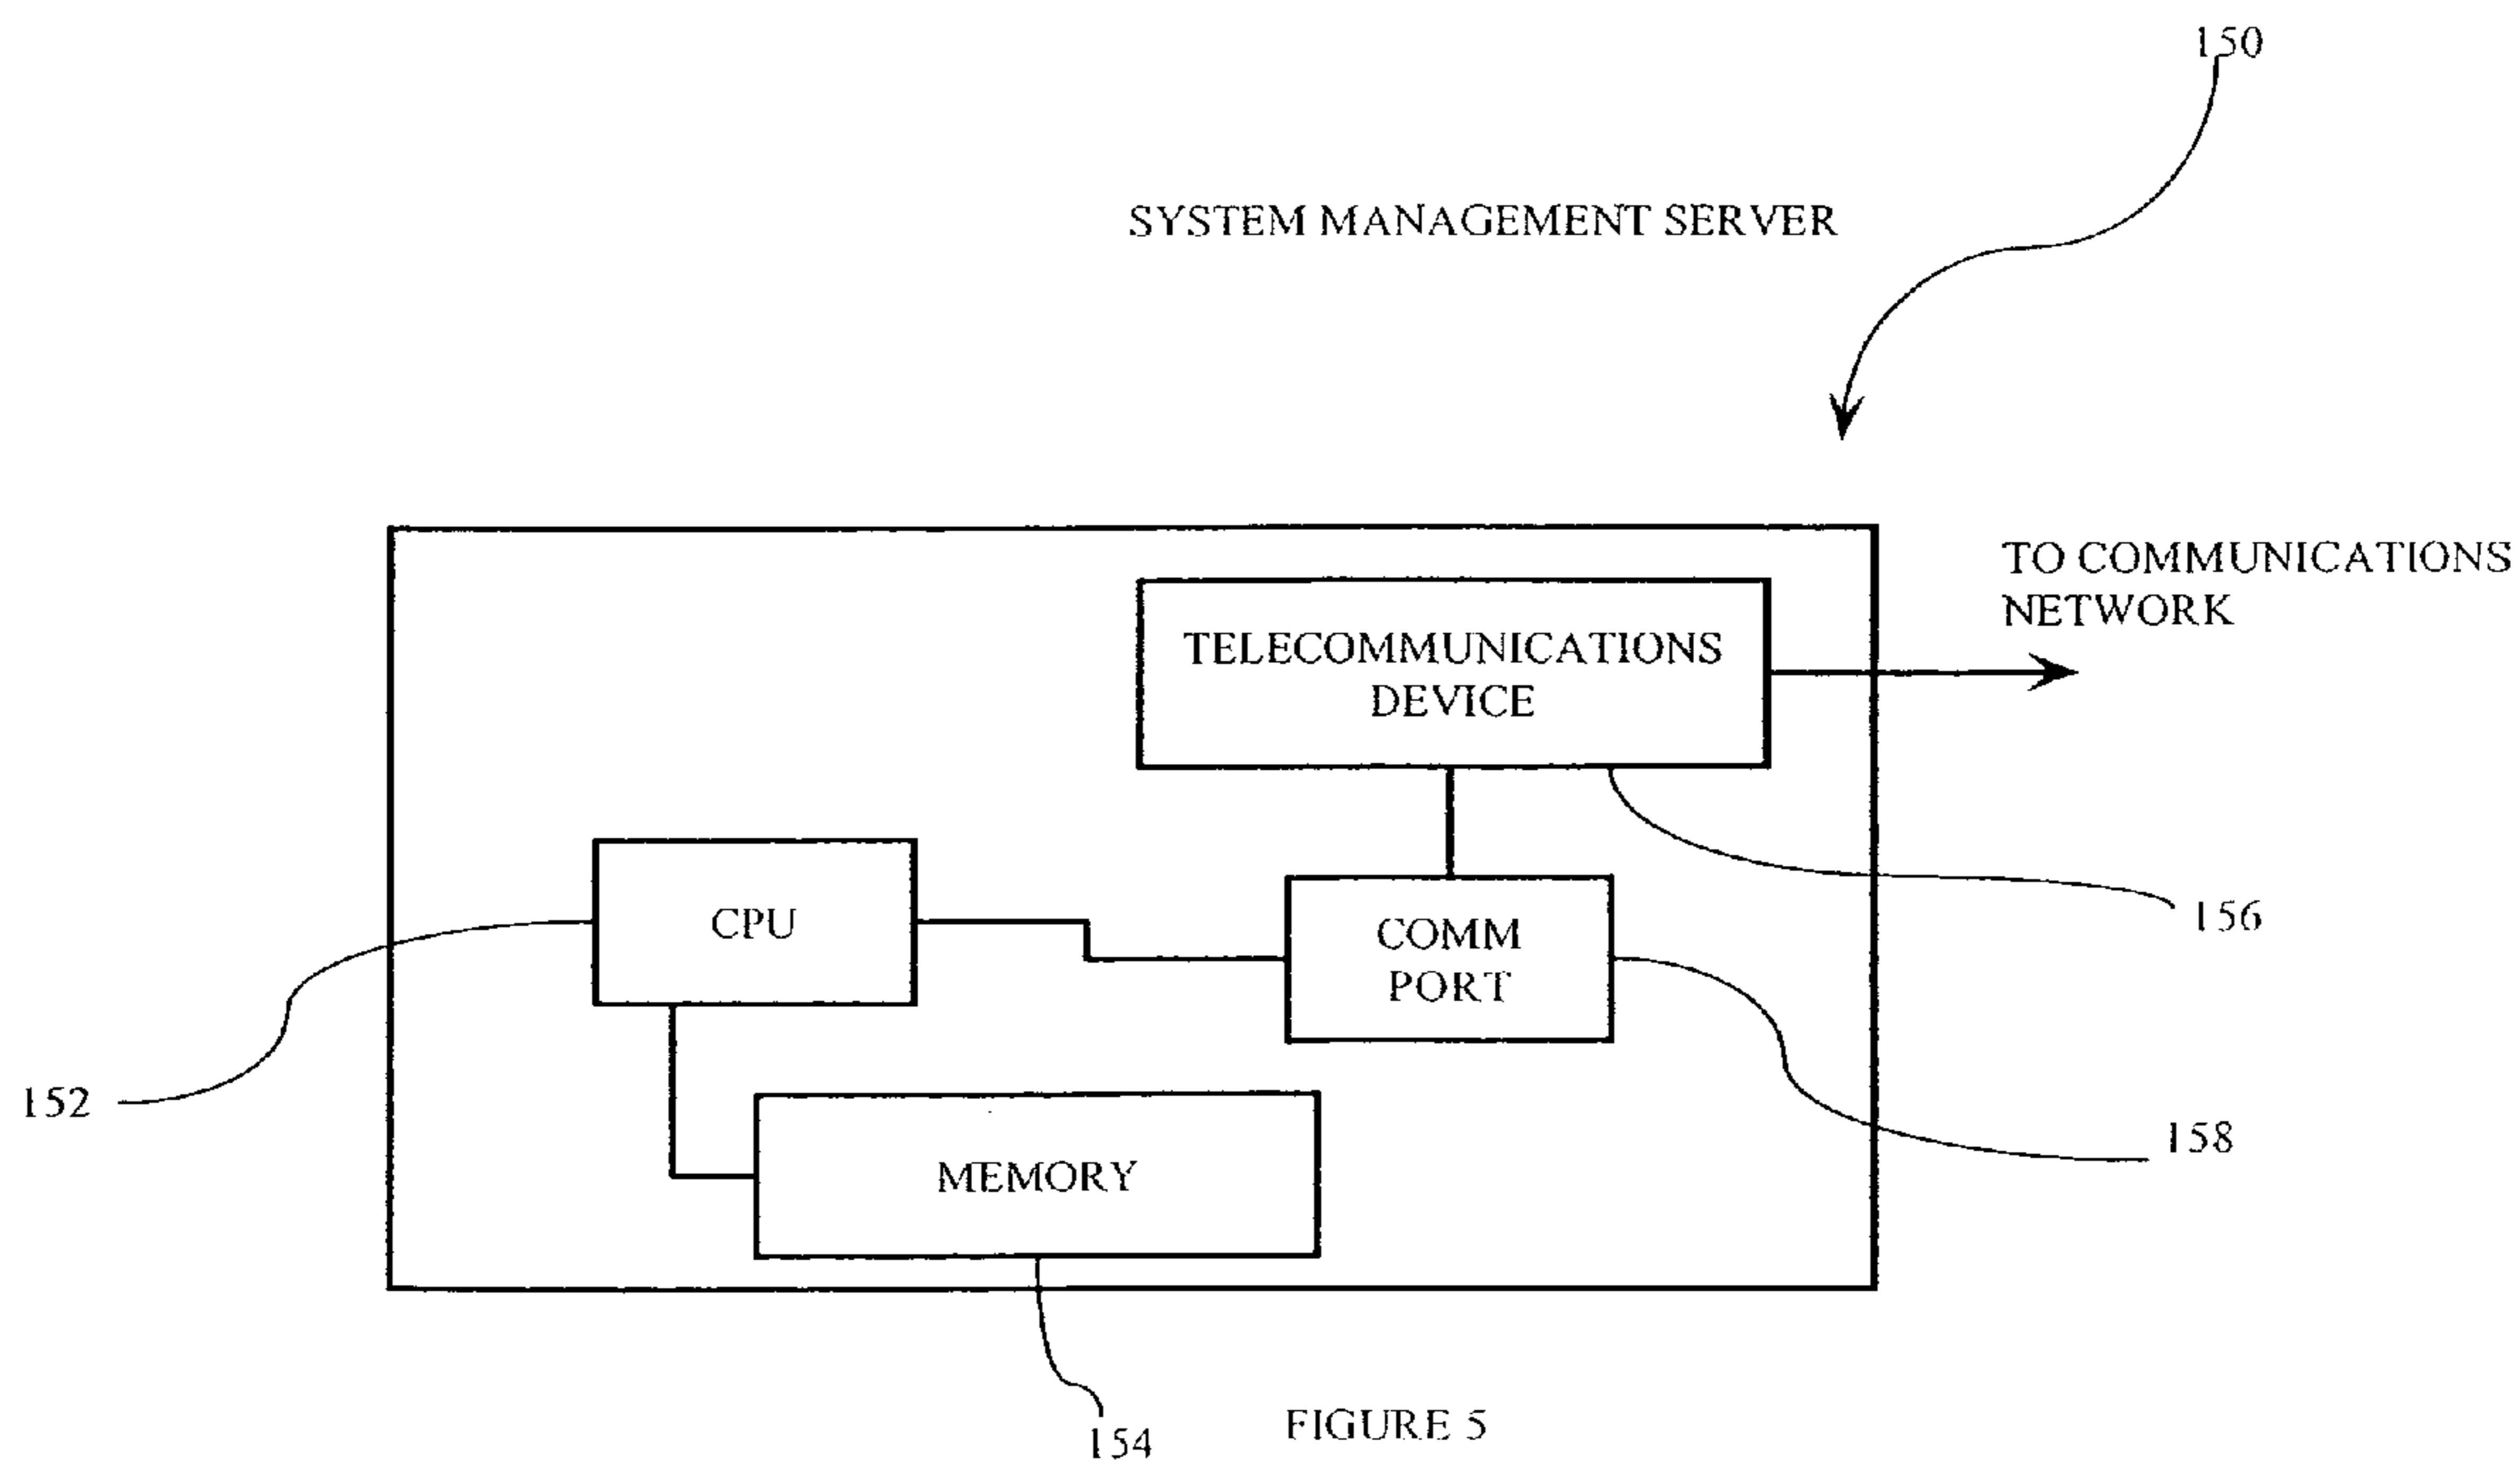 150
SYSTEM MANAGEMENT SERVER
TO COMMUNICATIONS
NETWORK
TELECOMMUNICATIONS
DEVICE
156
CPU
COMM
PORT
152
158
MEMORY
154
FIGURE 5